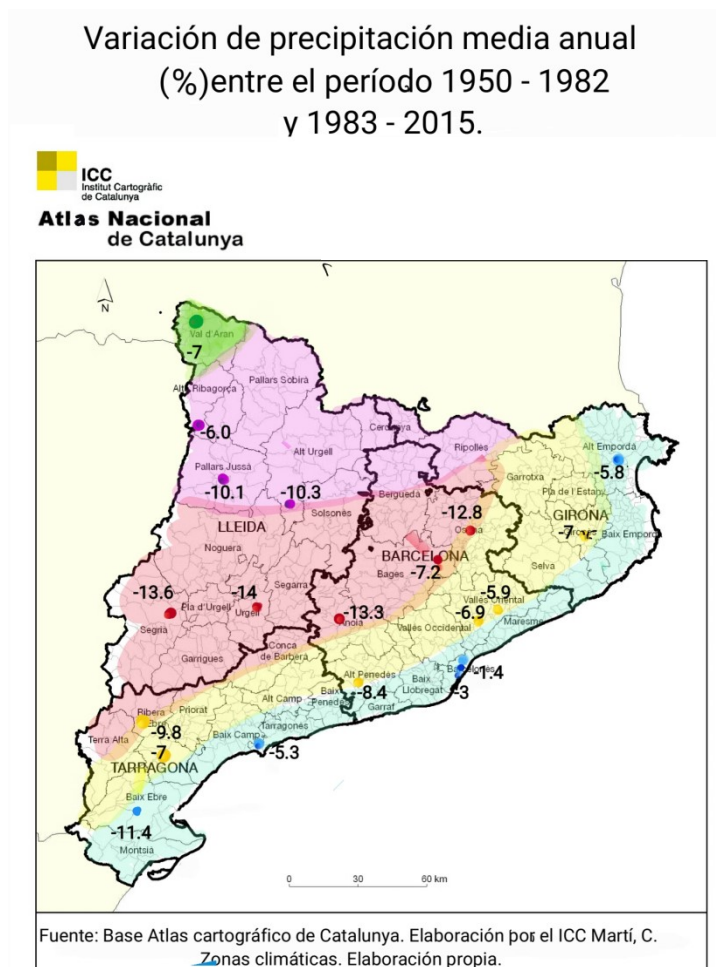 Variación de precipitación media anual
(%)entre el período 1950 - 1982
y 1983 - 2015.
ICC
Institut Cartogràfic
de Catalunya
Atlas Nacional
de Catalunya
N
Val d'Aran
-7
Pallars Sobirà
Alta Ribagorça
-6.0
Cerdanya
Ripollès
Alt Empordà
Alt Urgell
Pallars Jussà
-5.8
Garrotxa
-10.1
-10.3
Berguedà
Pla de l'Estany
Solsonès
-12.8
GIRONA
LLEIDA
Osona
-7
Baix Empordà
Noguera
BARCELONA
Selva
Bages
-7.2
Segarra
-13.6
-14
-5.9
Pla d'Urgell
Vallès Oriental
Urgell
-13.3
-6.9
Segrià
Anoia
Maresme
Vallès Occidental
Conca
de Barberà
Garrigues
Barcelonès
-1.4
Alt Penedès
Baix
Llobregat
-3
Baix
Penedès
-8.4
Alt Camp
Garraf
Priorat
Ribera
Ebre
Tarragonès
-9.8
Baix Camp
Terra Alta
-7
-5.3
TARRAGONA
Baix Ebre
-11.4
Montsià
0 30 60 km
Fuente: Base Atlas cartográfico de Catalunya. Elaboración por el ICC Martí, C.
Zonas climáticas. Elaboración propia.